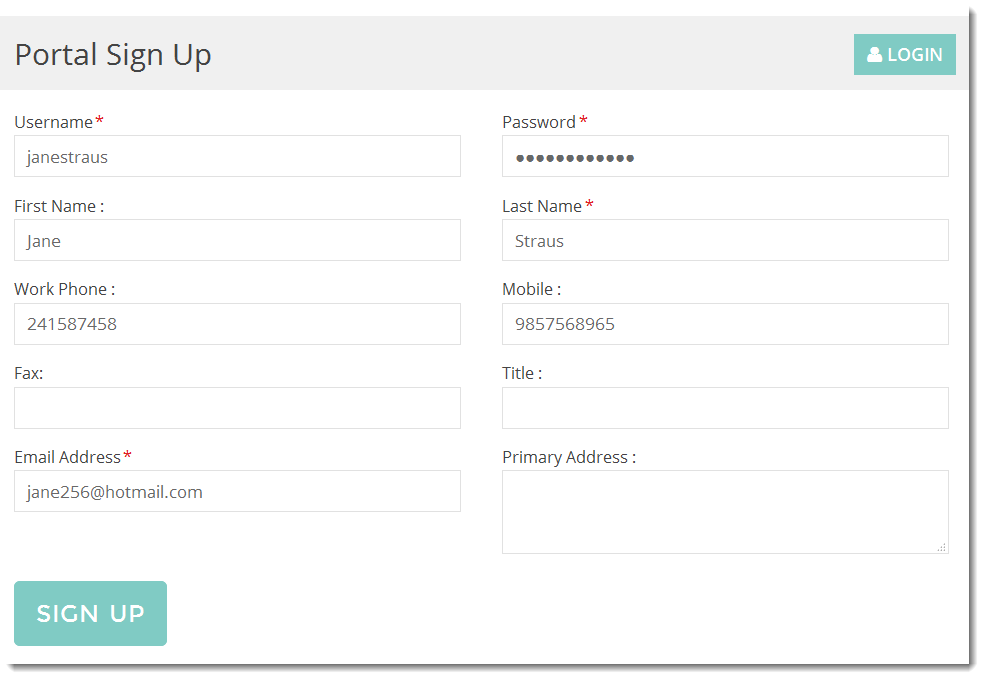 Portal Sign Up
LOGIN
Username*
Password *
janestraus
●●●●●●●●●●●●
First Name :
Last Name *
Jane
Straus
Work Phone :
Mobile :
241587458
9857568965
Fax:
Title :
Email Address *
Primary Address :
jane256@hotmail.com
SIGN UP